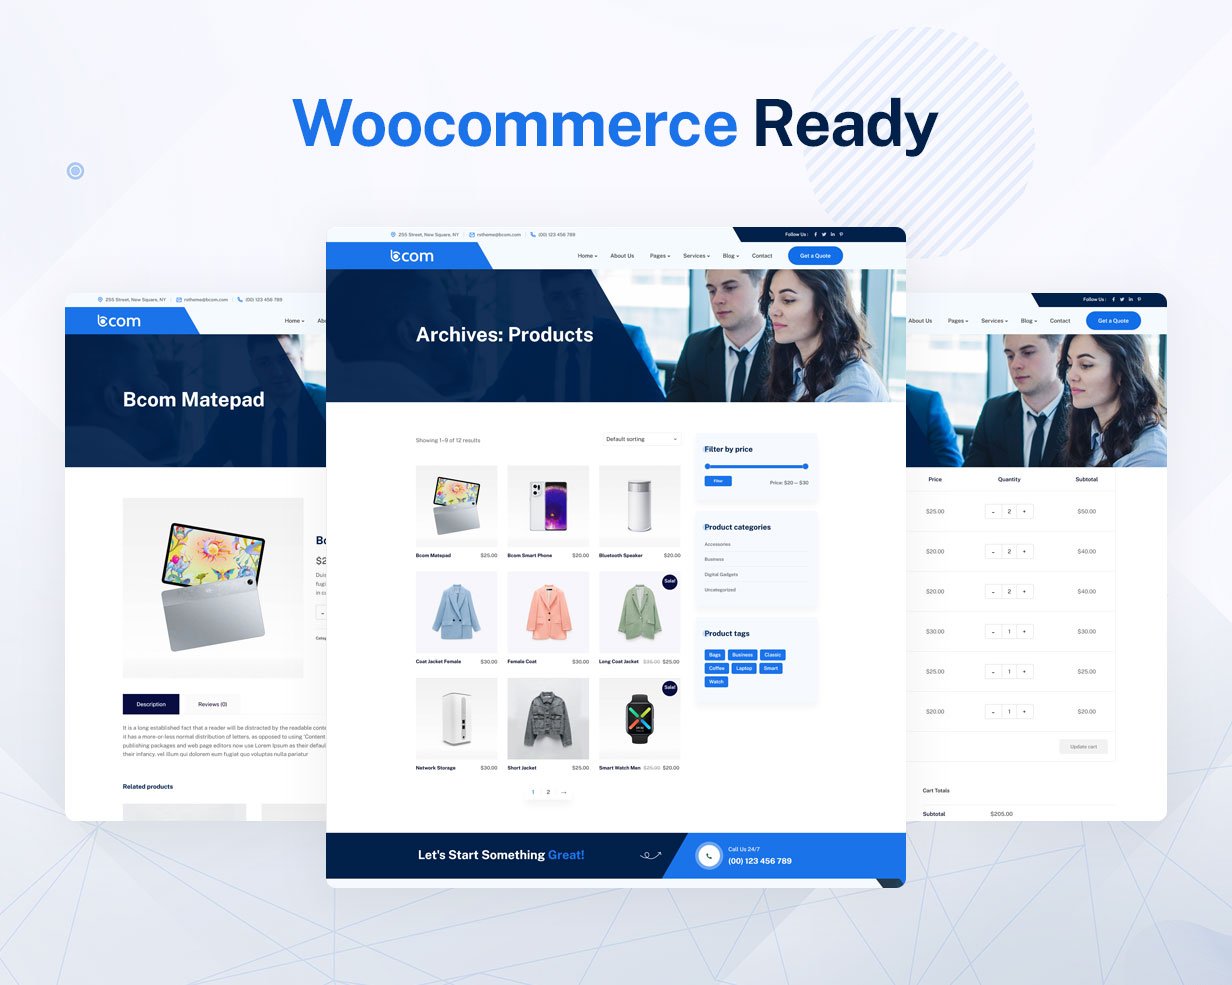 Woocommerce Ready
255 Street, New Square, NY
rstheme@bcom.com
(00) 123 456 789
Follow Us :
bcom
Home
About Us
Pages
Services
Blog
Contact
Get a Quote
Archives: Products
Showing 1–9 of 12 results
Default sorting
Bcom Matepad $25.00
Bcom Smart Phone $20.00
Bluetooth Speaker $20.00
Sale!
Coat Jacket Female $30.00
Female Coat $30.00
Long Coat Jacket $35.00 $25.00
Sale!
Network Storage $30.00
Short Jacket $25.00
Smart Watch Men $25.00 $20.00
1 2 →
Filter by price
Filter
Price: $20 — $30
Product categories
Accessories
Business
Digital Gadgets
Uncategorized
Product tags
Bags Business Classic
Coffee Laptop Smart
Watch
Let's Start Something Great!
Call Us 24/7
(00) 123 456 789
255 Street, New Square, NY
rstheme@bcom.com
(00) 123 456 789
bcom
Home
Bcom Matepad
$2
in
-
Description
Reviews (0)
It is a long established fact that a reader will be distracted by the readable
it has a more-or-less normal distribution of letters, as opposed to using 'Content
publishing packages and web page editors now use Lorem Ipsum as their
their infancy. vel illum qui dolorem eum fugiat quo voluptas nulla pariatur
Related products
Follow Us :
About Us
Pages
Services
Blog
Contact
Get a Quote
Price Quantity Subtotal
$25.00 - 2 + $50.00
$20.00 - 2 + $40.00
$20.00 - 2 + $40.00
$30.00 - 1 + $30.00
$25.00 - 1 + $25.00
$20.00 - 1 + $20.00
Update cart
Cart Totals
Subtotal $205.00